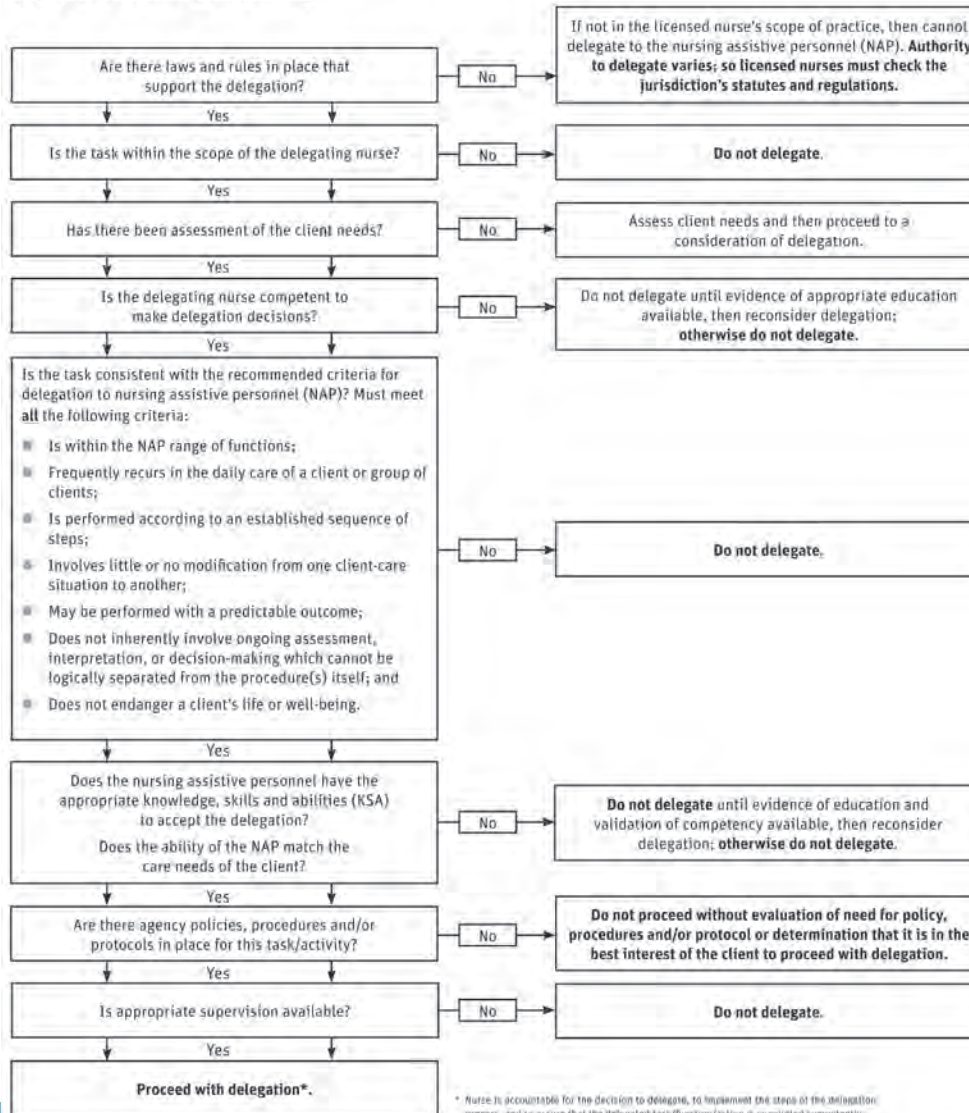 Are there laws and rules in place that
support the delegation?
No
If not in the licensed nurse's scope of practice, then cannot
delegate to the nursing assistive personnel (NAP). Authority
to delegate varies; so licensed nurses must check the
jurisdiction's statutes and regulations.
Yes
Is the task within the scope of the delegating nurse?
No
Do not delegate.
Yes
Has there been assessment of the client needs?
No
Assess client needs and then proceed to a
consideration of delegation.
Yes
Is the delegating nurse competent to
make delegation decisions?
No
Do not delegate until evidence of appropriate education
available, then reconsider delegation;
otherwise do not delegate.
Yes
Is the task consistent with the recommended criteria for
delegation to nursing assistive personnel (NAP)? Must meet
all the following criteria:
Is within the NAP range of functions;
Frequently recurs in the daily care of a client or group of
clients;
Is performed according to an established sequence of
steps;
Involves little or no modification from one client-care
situation to another;
May be performed with a predictable outcome;
Does not inherently involve ongoing assessment,
interpretation, or decision-making which cannot be
logically separated from the procedure(s) itself; and
Does not endanger a client's life or well-being.
No
Do not delegate.
Yes
Does the nursing assistive personnel have the
appropriate knowledge, skills and abilities (KSA)
to accept the delegation?
Does the ability of the NAP match the
care needs of the client?
No
Do not delegate until evidence of education and
validation of competency available, then reconsider
delegation; otherwise do not delegate.
Yes
Are there agency policies, procedures and/or
protocols in place for this task/activity?
No
Do not proceed without evaluation of need for policy,
procedures and/or protocol or determination that it is in the
best interest of the client to proceed with delegation.
Yes
Is appropriate supervision available?
No
Do not delegate.
Yes
Proceed with delegation*.
* Nurse is accountable for the decision to delegate, to implement the steps of the delegation